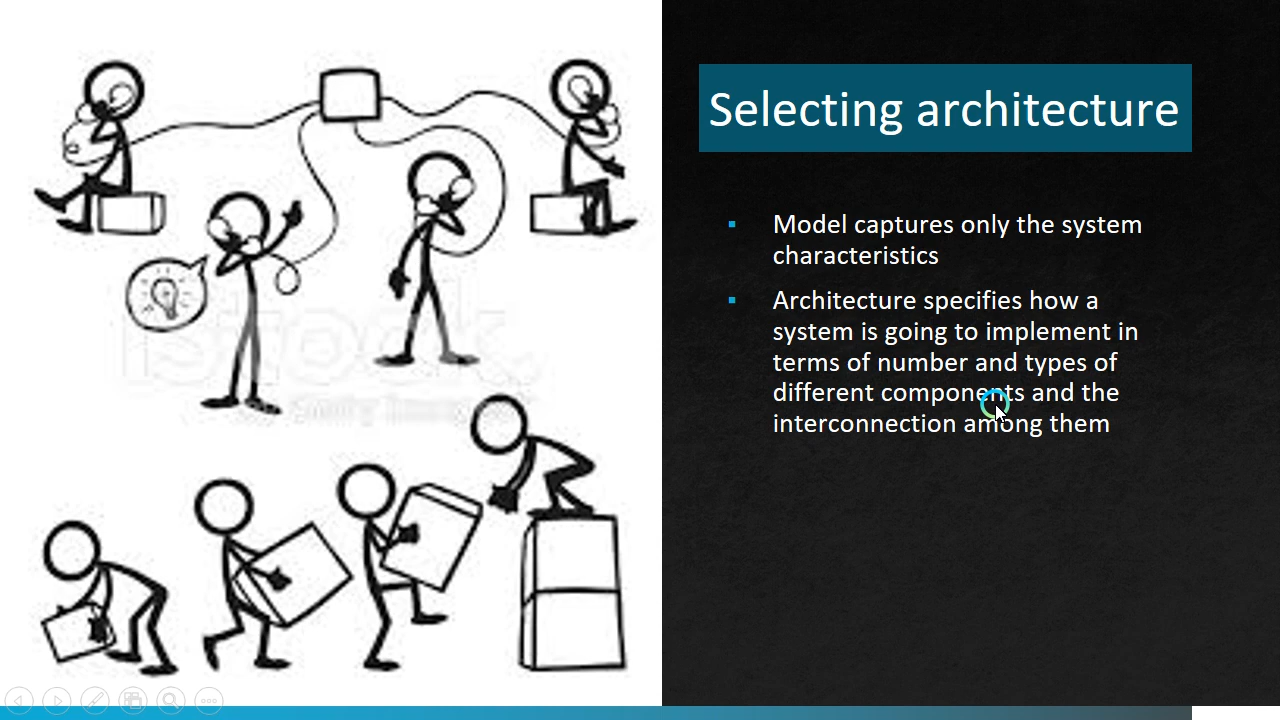 Selecting architecture
▪ Model captures only the system
characteristics
▪ Architecture specifies how a
system is going to implement in
terms of number and types of
different components and the
interconnection among them
iStock